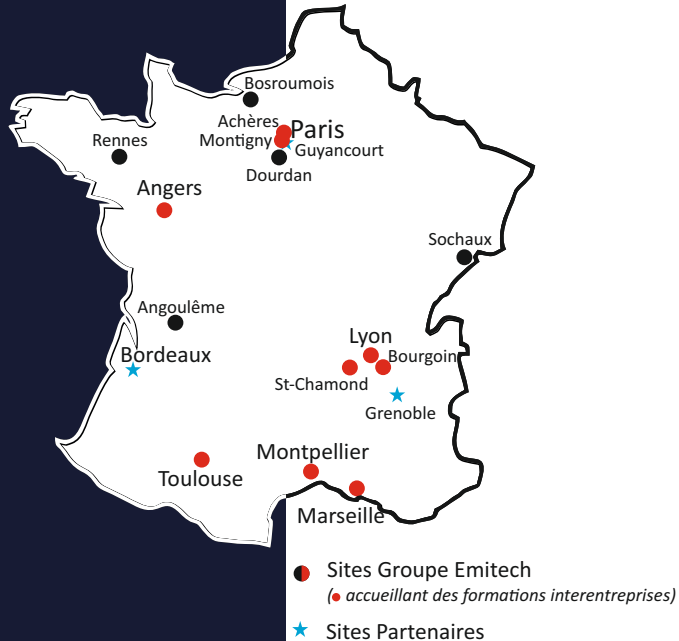 Bosroumois
Achères
Paris
Montigny
Guyancourt
Rennes
Dourdan
Angers
Sochaux
Angoulême
Lyon
Bordeaux
Bourgoin
St-Chamond
Grenoble
Montpellier
Toulouse
Marseille
Sites Groupe Emitech
(● accueillant des formations interentreprises)
Sites Partenaires